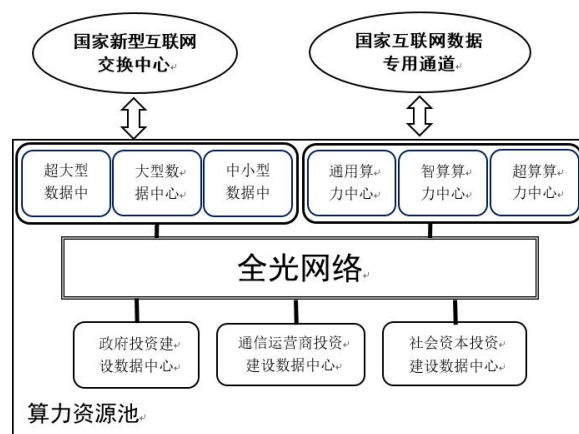 国家新型互联网
交换中心
国家互联网数据
专用通道
超大型
数据中
大型数
据中心
中小型
数据中
通用算
力中心
智算算
力中心
超算算
力中心
全光网络
政府投资建
设数据中心
通信运营商投资
建设数据中心
社会资本投资
建设数据中心
算力资源池